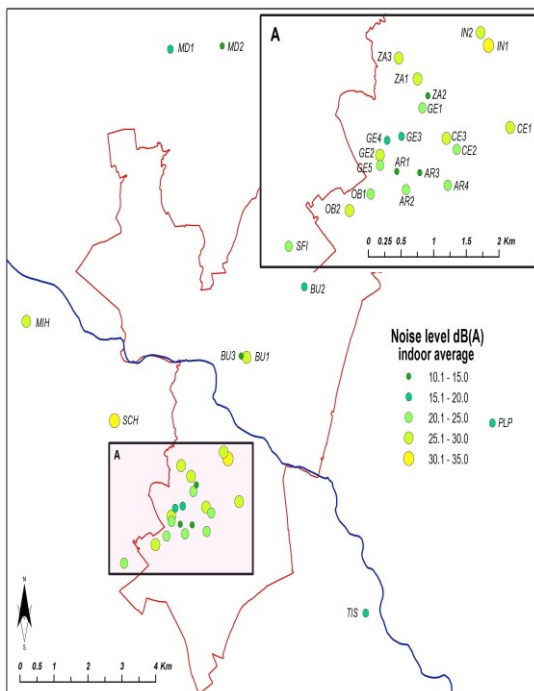 MD1
MD2
A
IN2
IN1
ZA3
ZA1
ZA2
GE1
CE1
GE4
GE3
CE3
CE2
GE2
GE5
AR1
AR3
AR4
OB1
AR2
OB2
SFI
0 0.25 0.5 1 1.5 2 Km
BU2
MIH
BU3
BU1
Noise level dB(A)
indoor average
10.1 - 15.0
15.1 - 20.0
20.1 - 25.0
25.1 - 30.0
30.1 - 35.0
PLP
SCH
A
TIS
N
S
0 0.5 1 2 3 4 Km